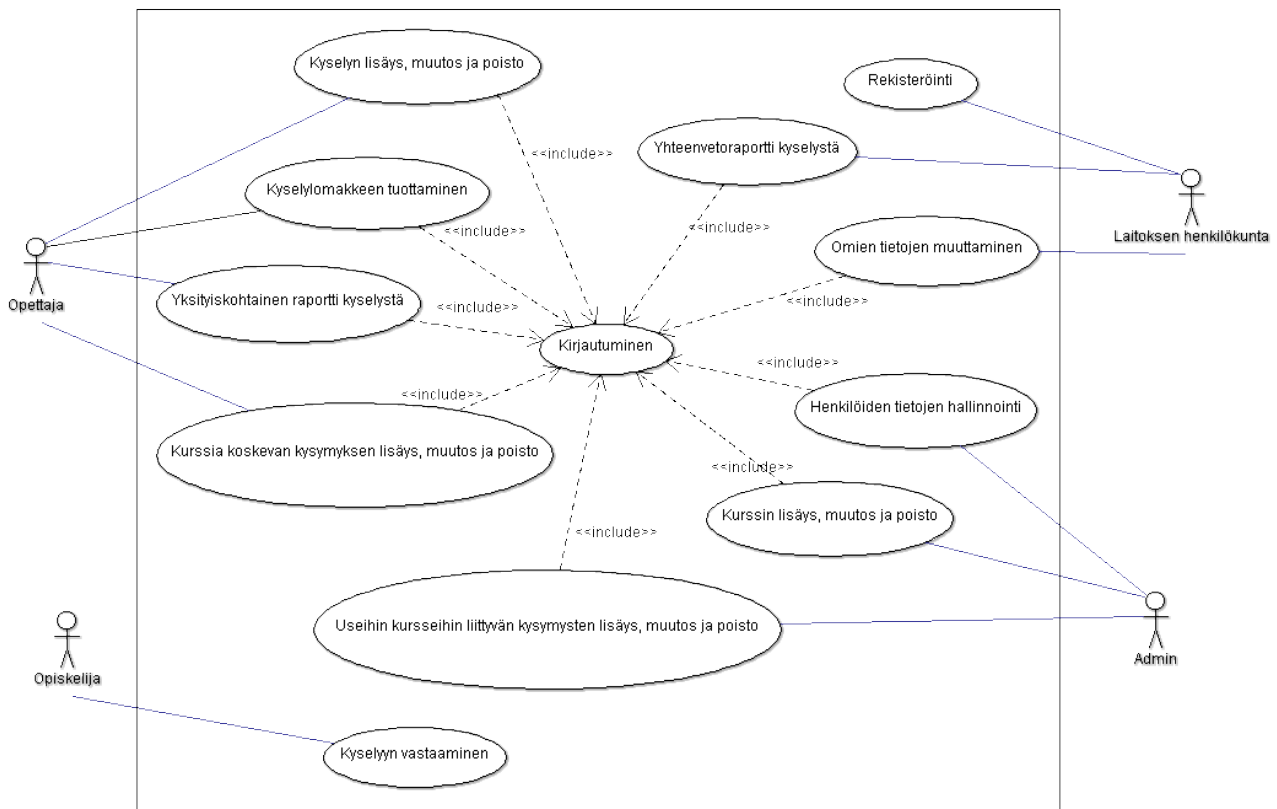 Kyselyn lisäys, muutos ja poisto
Rekisteröinti
<<include>>
Yhteenvetoraportti kyselystä
Kyselylomakkeen tuottaminen
<<include>>
<<include>>
Laitoksen henkilökunta
Omien tietojen muuttaminen
Opettaja
Yksityiskohtainen raportti kyselystä
<<include>>
<<include>>
Kirjautuminen
<<include>>
<<include>>
Henkilöiden tietojen hallinnointi
Kurssia koskevan kysymyksen lisäys, muutos ja poisto
<<include>>
Kurssin lisäys, muutos ja poisto
<<include>>
Useihin kursseihin liittyvän kysymysten lisäys, muutos ja poisto
Admin
Opiskelija
Kyselyyn vastaaminen